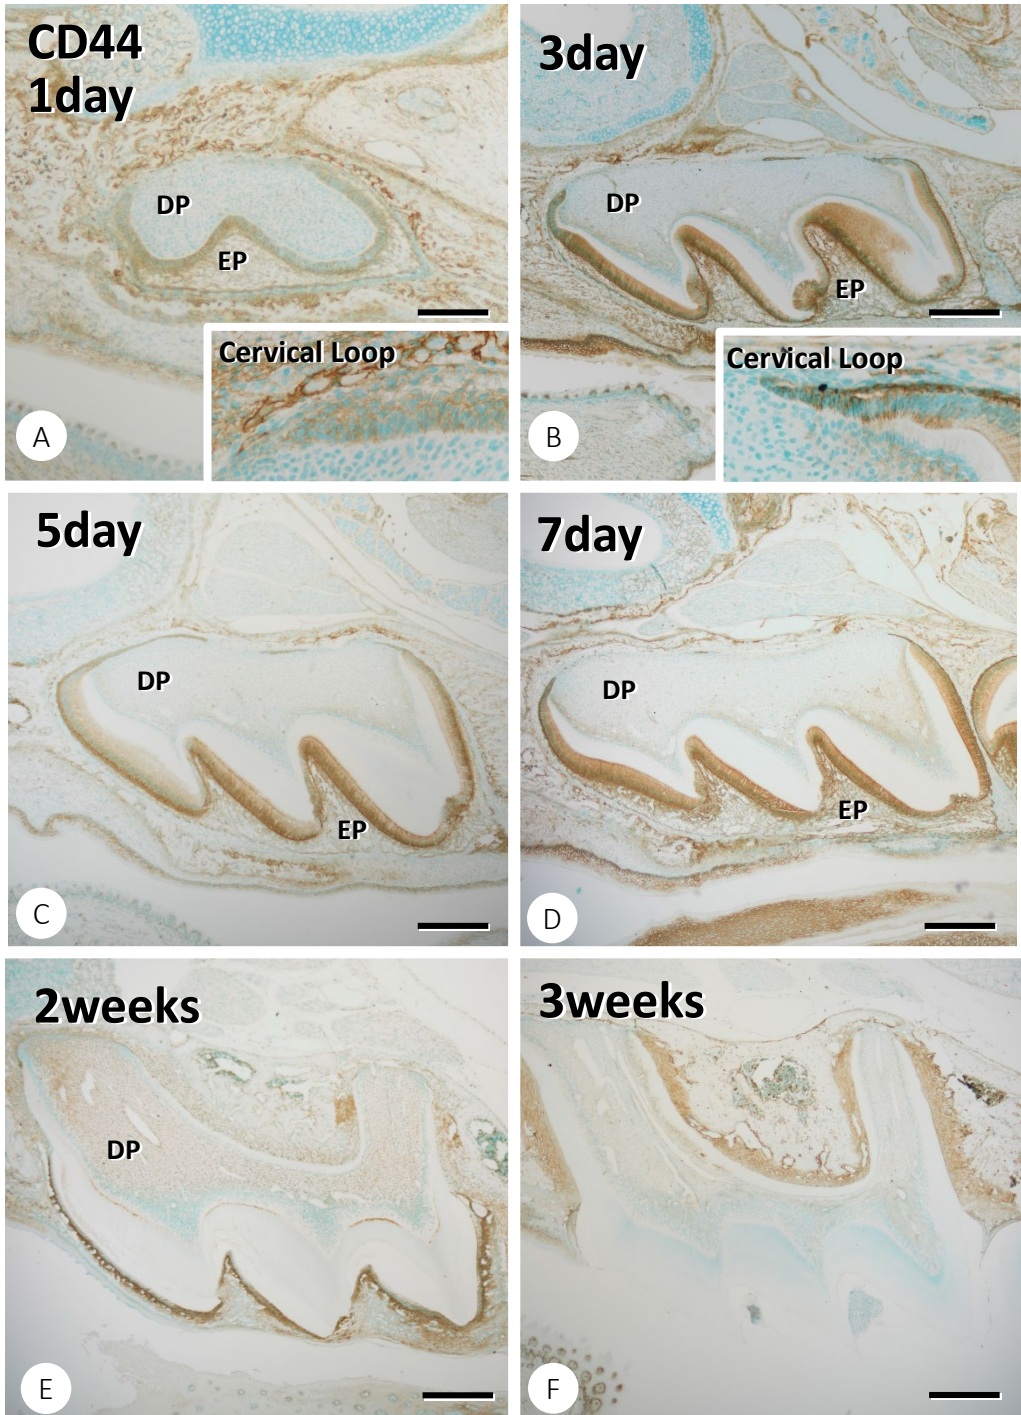 CD44
1day
DP
EP
Cervical Loop
A
3day
DP
EP
Cervical Loop
B
5day
DP
EP
C
7day
DP
EP
D
2weeks
DP
E
3weeks
F